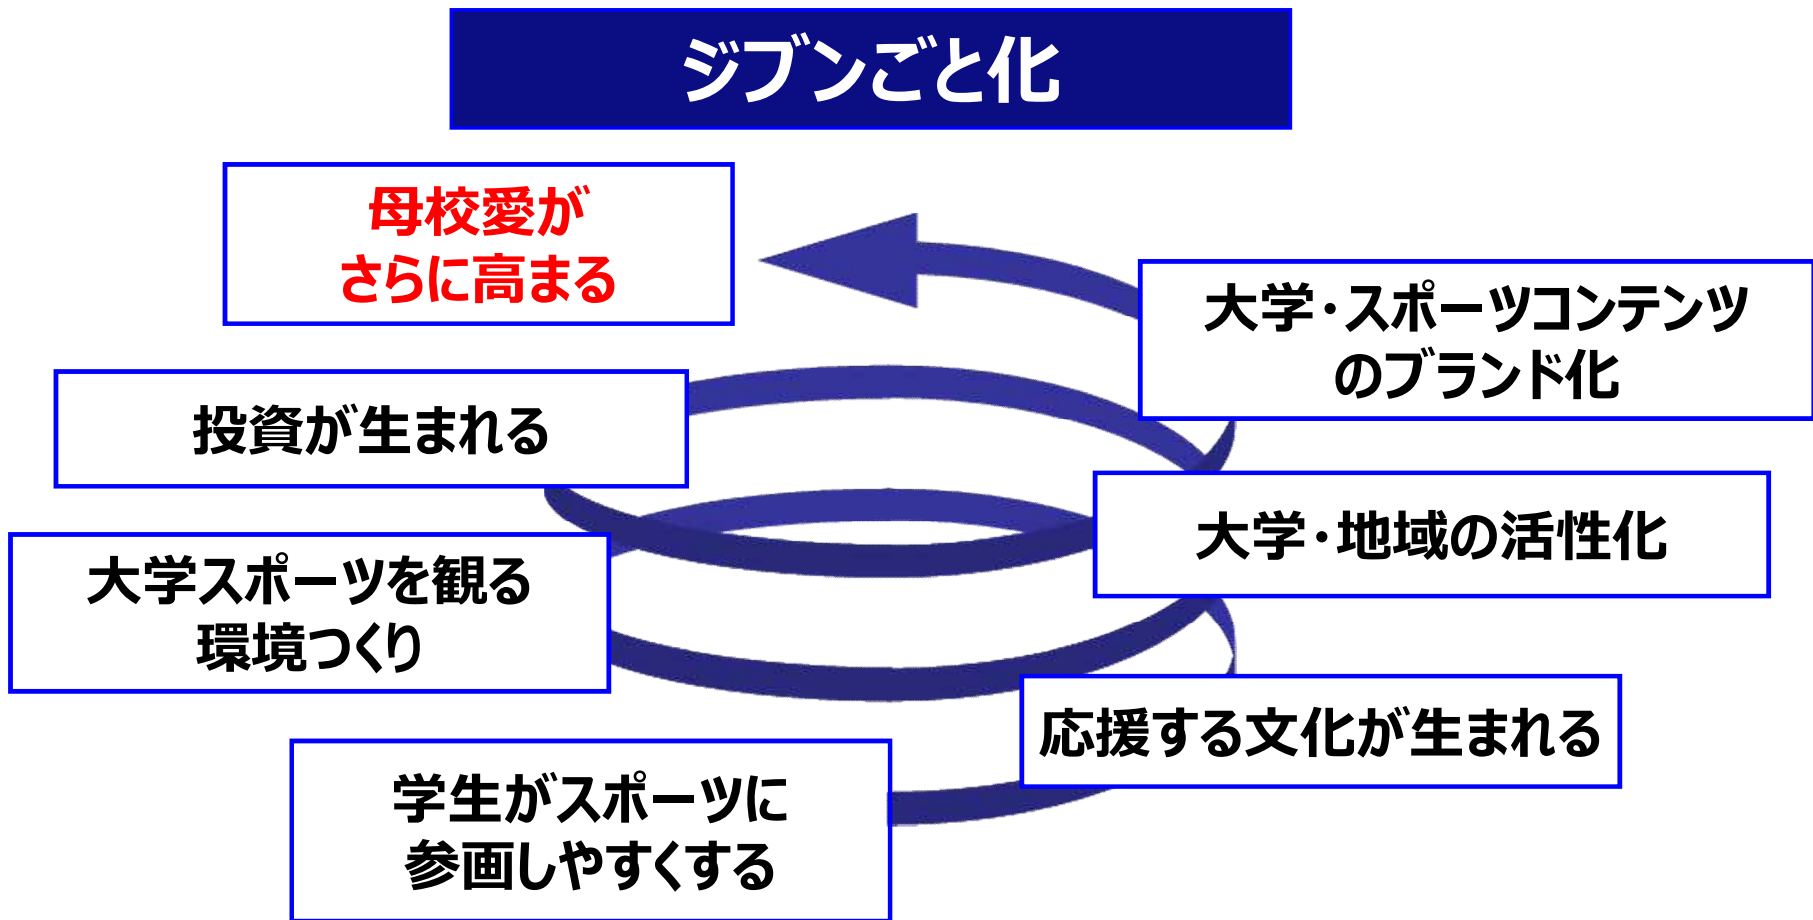 ジブンごと化
母校愛が
さらに高まる
大学・スポーツコンテンツ
のブランド化
投資が生まれる
大学・地域の活性化
大学スポーツを観る
環境つくり
応援する文化が生まれる
学生がスポーツに
参画しやすくする